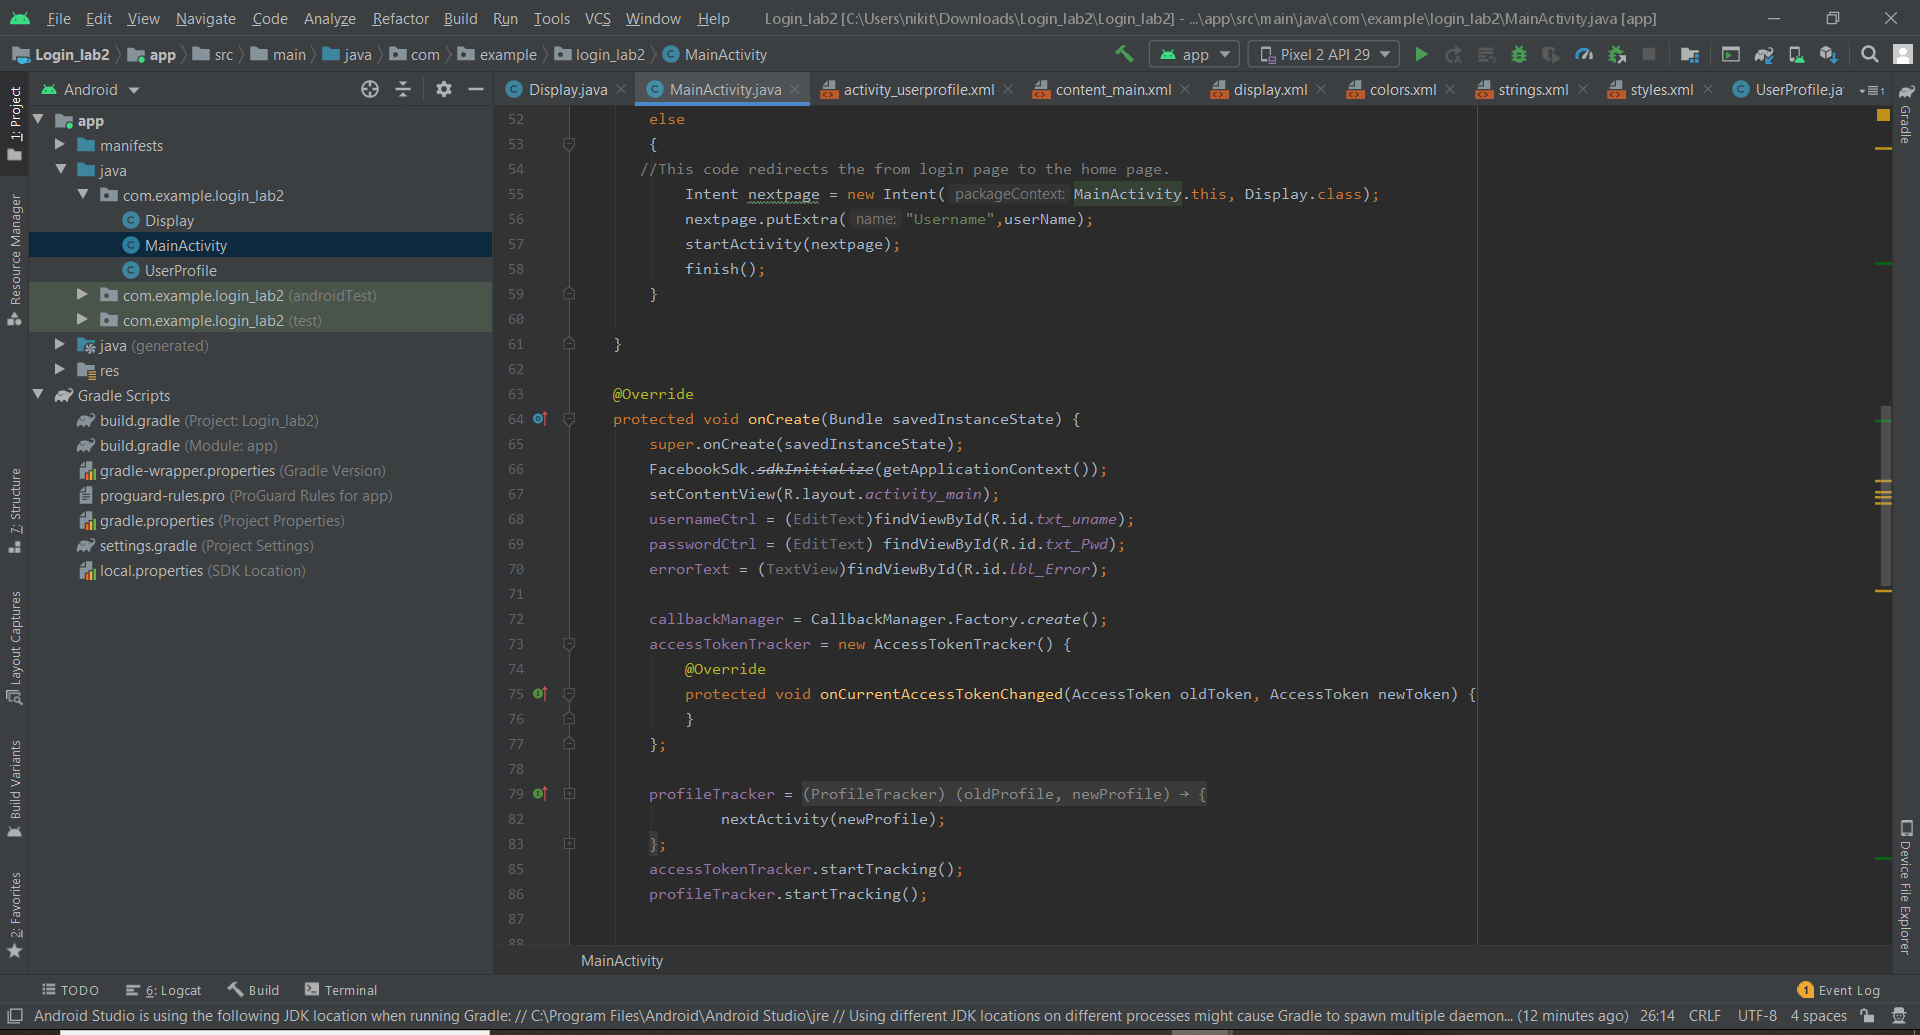 File Edit View Navigate Code Analyze Refactor Build Run Tools VCS Window Help Login_lab2 [C:\Users\nikit\Downloads\Login_lab2\Login_lab2] - ...\app\src\main\java\com\example\login_lab2\MainActivity.java [app]
Login_lab2 app src main java com example login_lab2 MainActivity app Pixel 2 API 29
Android
Display.java MainActivity.java activity_userprofile.xml content_main.xml display.xml colors.xml strings.xml styles.xml UserProfile.ja 1
1: Project
Resource Manager
7: Structure
Layout Captures
Build Variants
2: Favorites
app
manifests
java
com.example.login_lab2
Display
MainActivity
UserProfile
com.example.login_lab2 (androidTest)
com.example.login_lab2 (test)
java (generated)
res
Gradle Scripts
build.gradle (Project: Login_lab2)
build.gradle (Module: app)
gradle-wrapper.properties (Gradle Version)
proguard-rules.pro (ProGuard Rules for app)
gradle.properties (Project Properties)
settings.gradle (Project Settings)
local.properties (SDK Location)
52 else
53 {
54 //This code redirects the from login page to the home page.
55 Intent nextpage = new Intent( packageContext: MainActivity.this, Display.class);
56 nextpage.putExtra( name: "Username",userName);
57 startActivity(nextpage);
58 finish();
59 }
60
61 }
62
63 @Override
64 protected void onCreate(Bundle savedInstanceState) {
65 super.onCreate(savedInstanceState);
66 FacebookSdk.sdkInitialize(getApplicationContext());
67 setContentView(R.layout.activity_main);
68 usernameCtrl = (EditText)findViewById(R.id.txt_uname);
69 passwordCtrl = (EditText) findViewById(R.id.txt_Pwd);
70 errorText = (TextView)findViewById(R.id.lbl_Error);
71
72 callbackManager = CallbackManager.Factory.create();
73 accessTokenTracker = new AccessTokenTracker() {
74 @Override
75 protected void onCurrentAccessTokenChanged(AccessToken oldToken, AccessToken newToken) {
76 }
77 };
78
79 profileTracker = (ProfileTracker) (oldProfile, newProfile) → {
82 nextActivity(newProfile);
83 };
85 accessTokenTracker.startTracking();
86 profileTracker.startTracking();
87
88
MainActivity
Gradle
Device File Explorer
TODO 6: Logcat Build Terminal 1 Event Log
Android Studio is using the following JDK location when running Gradle: // C:\Program Files\Android\Android Studio\jre // Using different JDK locations on different processes might cause Gradle to spawn multiple daemon... (12 minutes ago) 26:14 CRLF UTF-8 4 spaces